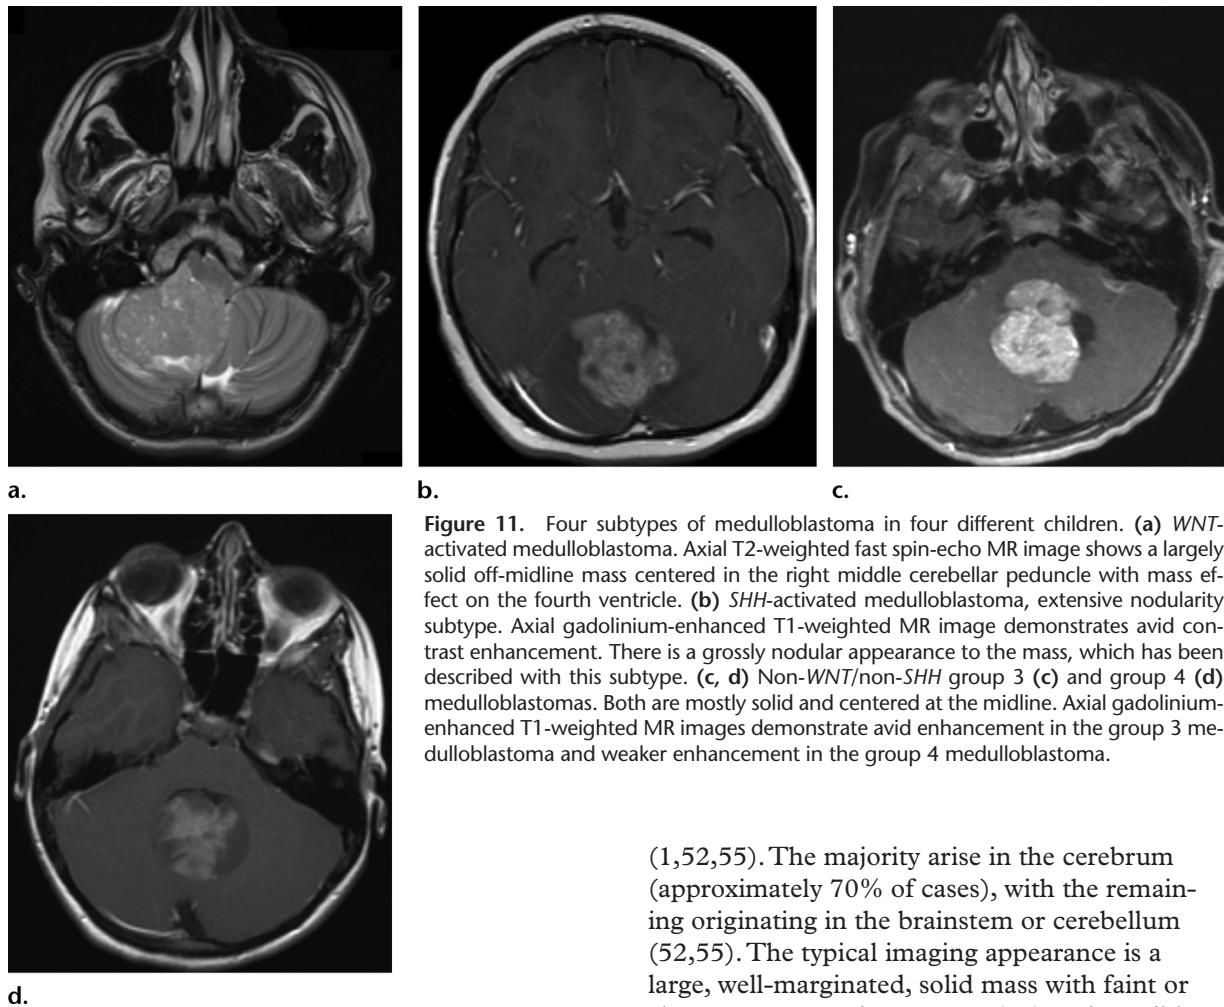 a.
b.
c.
Figure 11. Four subtypes of medulloblastoma in four different children. (a) WNT-
activated medulloblastoma. Axial T2-weighted fast spin-echo MR image shows a largely
solid off-midline mass centered in the right middle cerebellar peduncle with mass ef-
fect on the fourth ventricle. (b) SHH-activated medulloblastoma, extensive nodularity
subtype. Axial gadolinium-enhanced T1-weighted MR image demonstrates avid con-
trast enhancement. There is a grossly nodular appearance to the mass, which has been
described with this subtype. (c, d) Non-WNT/non-SHH group 3 (c) and group 4 (d)
medulloblastomas. Both are mostly solid and centered at the midline. Axial gadolinium-
enhanced T1-weighted MR images demonstrate avid enhancement in the group 3 me-
dulloblastoma and weaker enhancement in the group 4 medulloblastoma.
d.
(1,52,55). The majority arise in the cerebrum
(approximately 70% of cases), with the remain-
ing originating in the brainstem or cerebellum
(52,55). The typical imaging appearance is a
large, well-marginated, solid mass with faint or